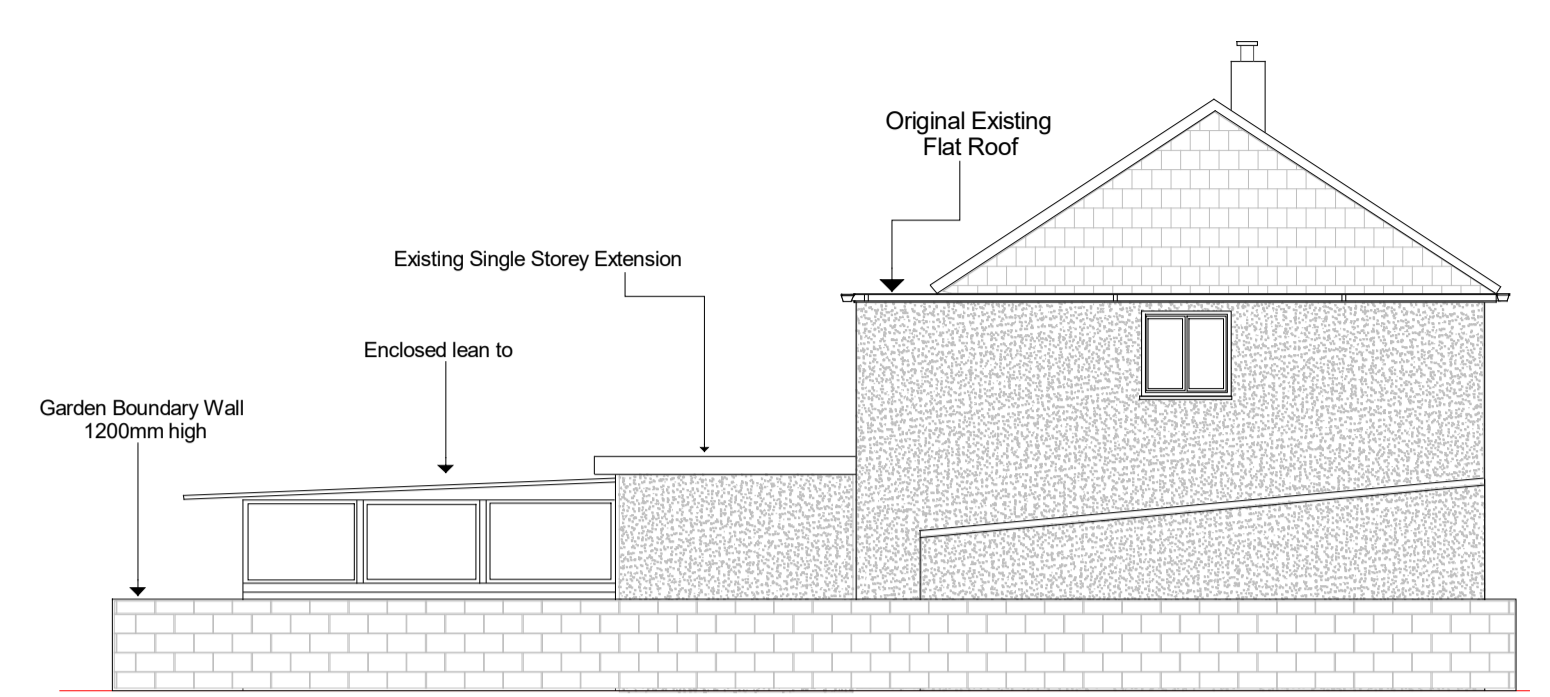 Original Existing
Flat Roof
Existing Single Storey Extension
Enclosed lean to
Garden Boundary Wall
1200mm high